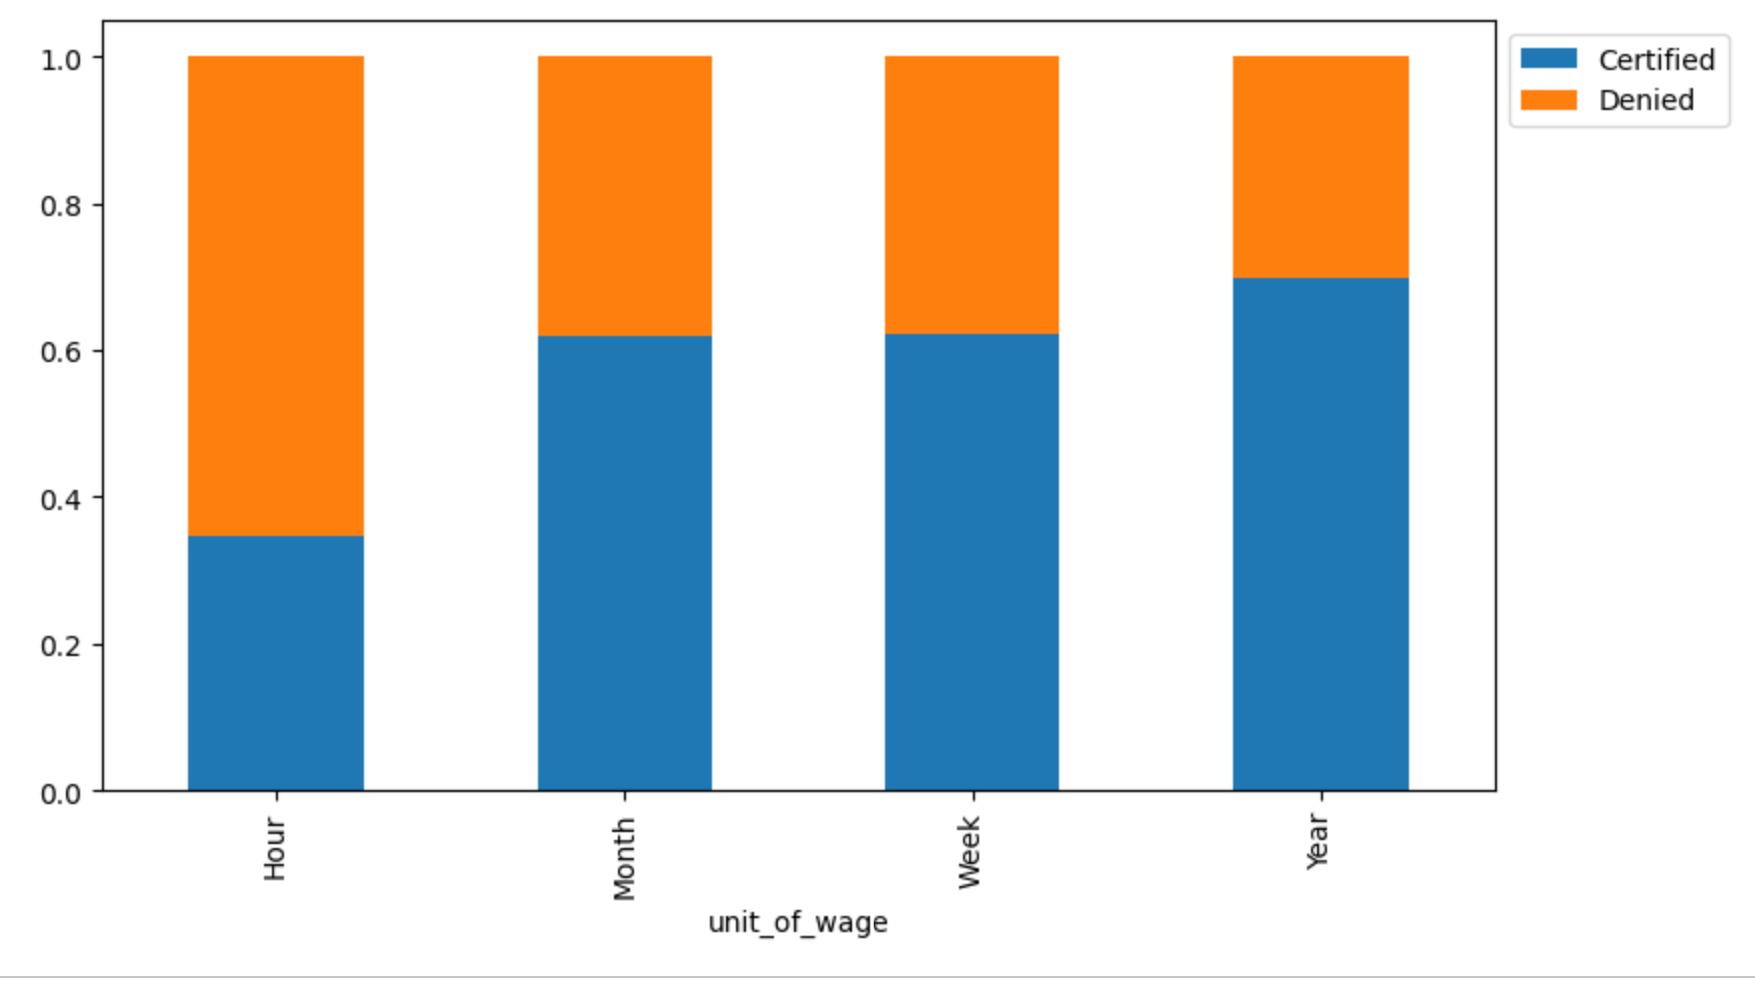 1.0
0.8
0.6
0.4
0.2
0.0
Hour
Month
Week
Year
unit_of_wage
Certified
Denied